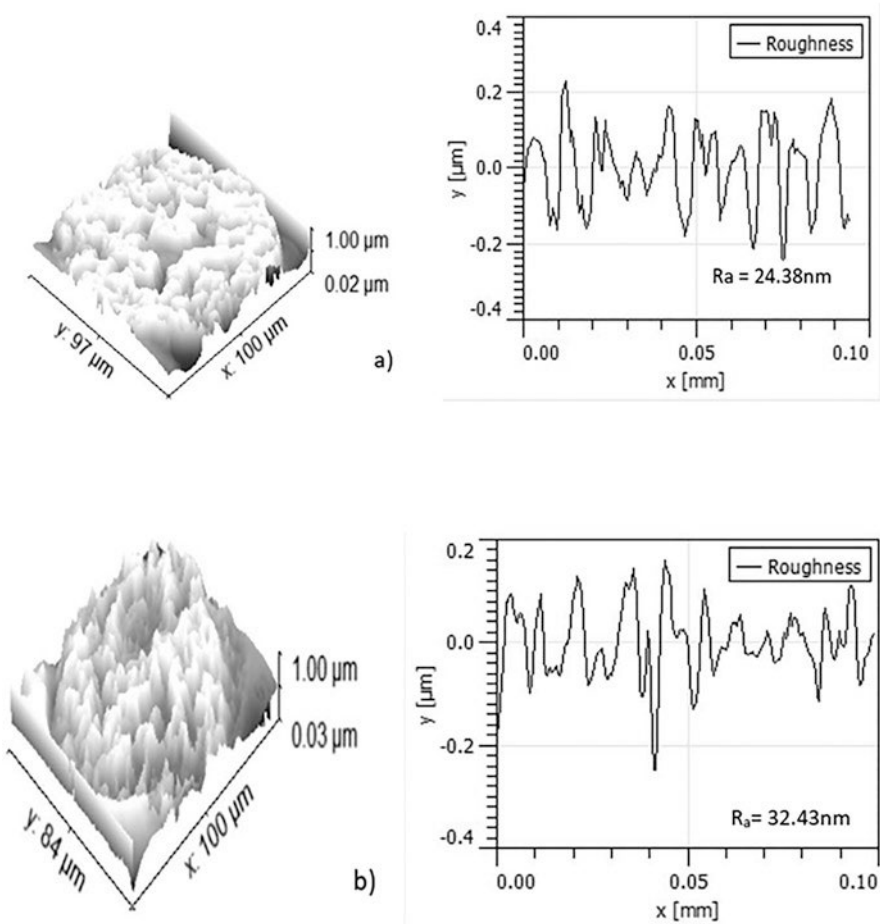 1.00 µm
0.02 µm
y: 97 µm
x: 100 µm
a)
0.4
0.2
0.0
-0.2
-0.4
y [µm]
Roughness
Ra = 24.38nm
0.00 0.05 0.10
x [mm]
1.00 µm
0.03 µm
y: 84 µm
x: 100 µm
b)
0.2
0.0
-0.2
-0.4
y [µm]
Roughness
Rₐ= 32.43nm
0.00 0.05 0.10
x [mm]